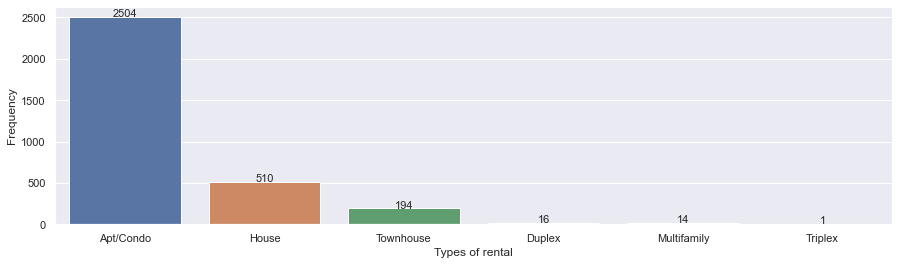 2500
2000
1500
1000
500
0
Frequency
2504
510
194
16
14
1
Apt/Condo
House
Townhouse
Duplex
Multifamily
Triplex
Types of rental